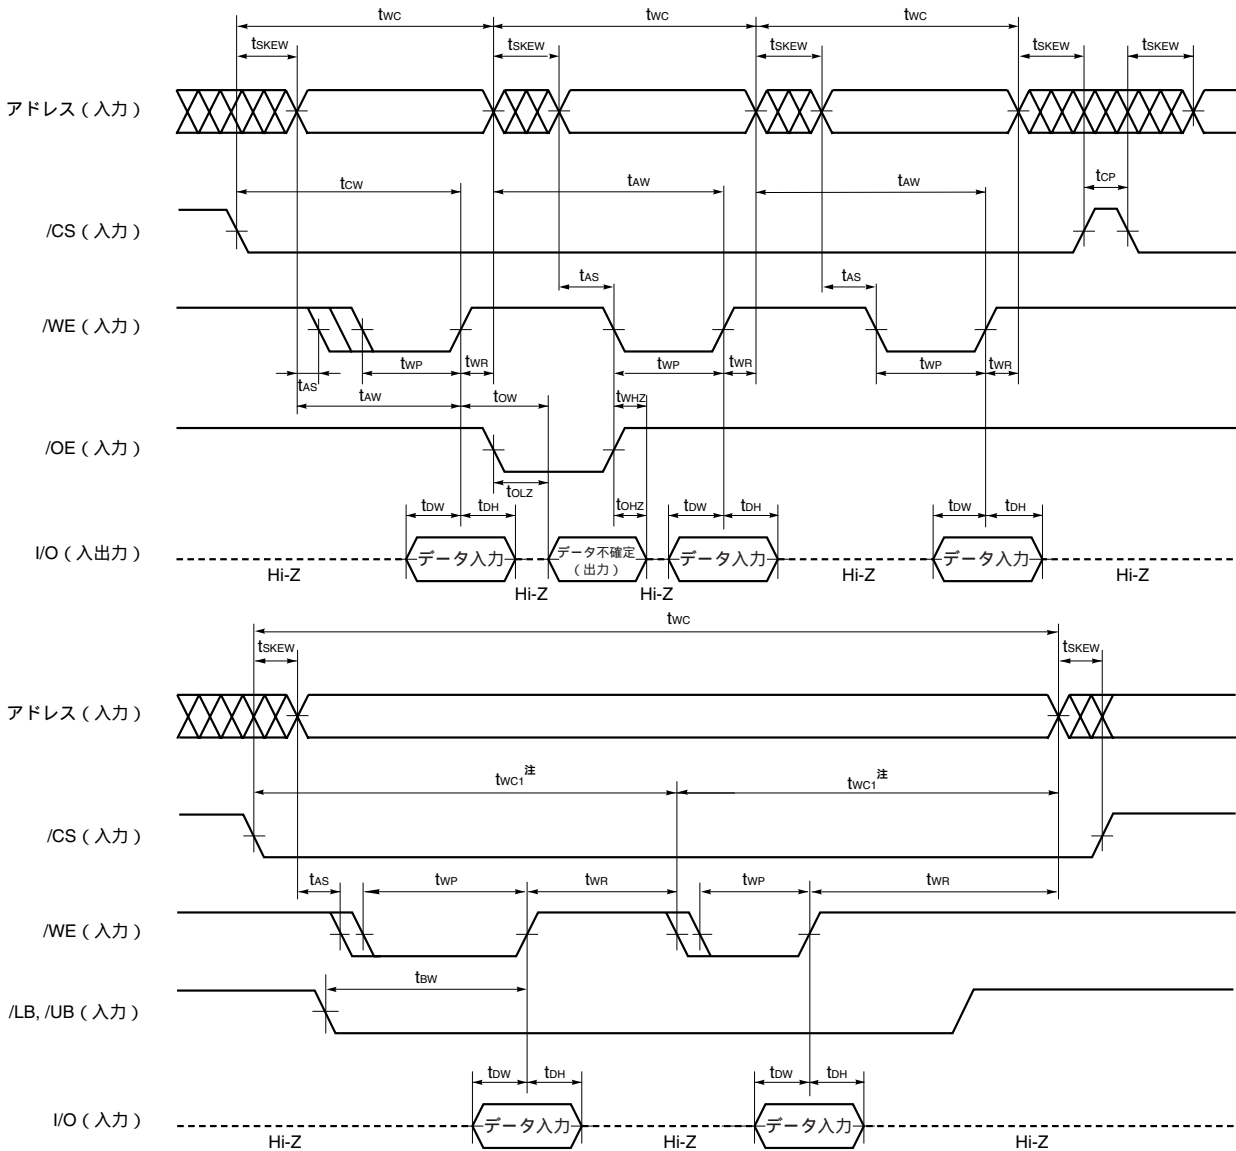 tWC tWC tWC
tSKEW tSKEW tSKEW tSKEW tSKEW
アドレス（入力）
tCW tAW tAW tCP
/CS（入力）
tAS tAS
/WE（入力）
tWP tWR tWP tWR tWP tWR
tAS
tAW tOW tWHZ
/OE（入力）
tOLZ
tDW tDH tOHZ tDW tDH tDW tDH
I/O（入出力）
データ入力 データ不確定（出力） データ入力 データ入力
Hi-Z Hi-Z Hi-Z Hi-Z Hi-Z
tWC
tSKEW tSKEW
アドレス（入力）
tWC1注 tWC1注
/CS（入力）
tAS tWP tWR tWP tWR
/WE（入力）
tBW
/LB, /UB（入力）
tDW tDH tDW tDH
I/O（入力）
データ入力 データ入力
Hi-Z Hi-Z Hi-Z